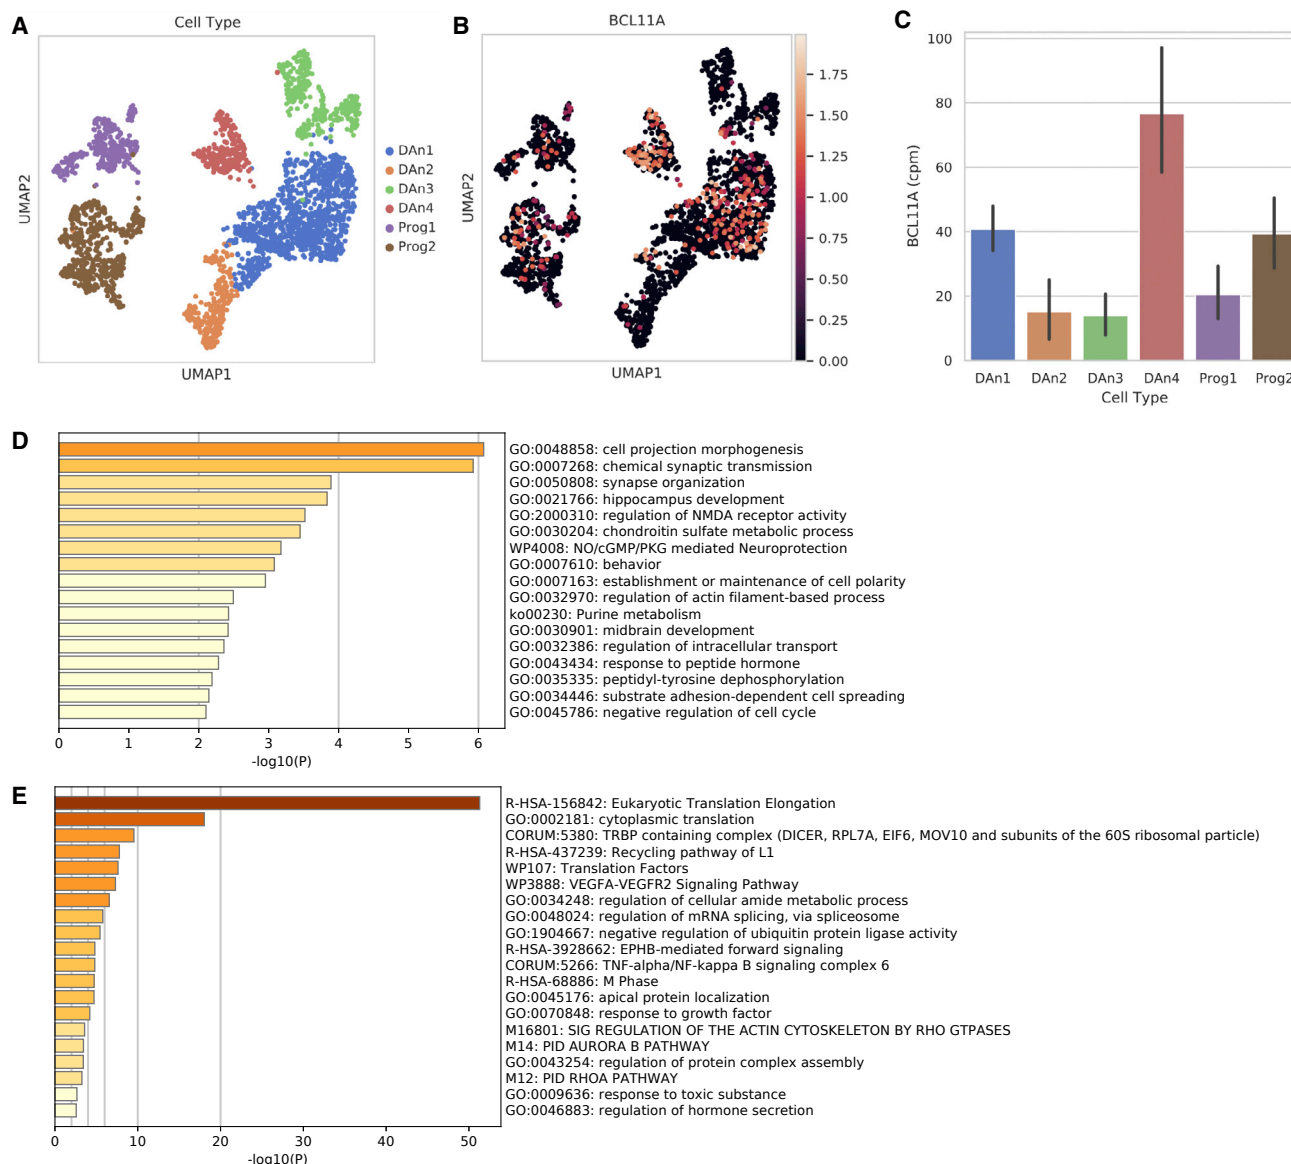 A
Cell Type
UMAP2
UMAP1
DAn1
DAn2
DAn3
DAn4
Prog1
Prog2
B
BCL11A
UMAP2
UMAP1
1.75
1.50
1.25
1.00
0.75
0.50
0.25
0.00
C
BCL11A (cpm)
100
80
60
40
20
0
DAn1 DAn2 DAn3 DAn4 Prog1 Prog2
Cell Type
D
GO:0048858: cell projection morphogenesis
GO:0007268: chemical synaptic transmission
GO:0050808: synapse organization
GO:0021766: hippocampus development
GO:2000310: regulation of NMDA receptor activity
GO:0030204: chondroitin sulfate metabolic process
WP4008: NO/cGMP/PKG mediated Neuroprotection
GO:0007610: behavior
GO:0007163: establishment or maintenance of cell polarity
GO:0032970: regulation of actin filament-based process
ko00230: Purine metabolism
GO:0030901: midbrain development
GO:0032386: regulation of intracellular transport
GO:0043434: response to peptide hormone
GO:0035335: peptidyl-tyrosine dephosphorylation
GO:0034446: substrate adhesion-dependent cell spreading
GO:0045786: negative regulation of cell cycle
0 1 2 3 4 5 6
-log10(P)
E
R-HSA-156842: Eukaryotic Translation Elongation
GO:0002181: cytoplasmic translation
CORUM:5380: TRBP containing complex (DICER, RPL7A, EIF6, MOV10 and subunits of the 60S ribosomal particle)
R-HSA-437239: Recycling pathway of L1
WP107: Translation Factors
WP3888: VEGFA-VEGFR2 Signaling Pathway
GO:0034248: regulation of cellular amide metabolic process
GO:0048024: regulation of mRNA splicing, via spliceosome
GO:1904667: negative regulation of ubiquitin protein ligase activity
R-HSA-3928662: EPHB-mediated forward signaling
CORUM:5266: TNF-alpha/NF-kappa B signaling complex 6
R-HSA-68886: M Phase
GO:0045176: apical protein localization
GO:0070848: response to growth factor
M16801: SIG REGULATION OF THE ACTIN CYTOSKELETON BY RHO GTPASES
M14: PID AURORA B PATHWAY
GO:0043254: regulation of protein complex assembly
M12: PID RHOA PATHWAY
GO:0009636: response to toxic substance
GO:0046883: regulation of hormone secretion
0 10 20 30 40 50
-log10(P)